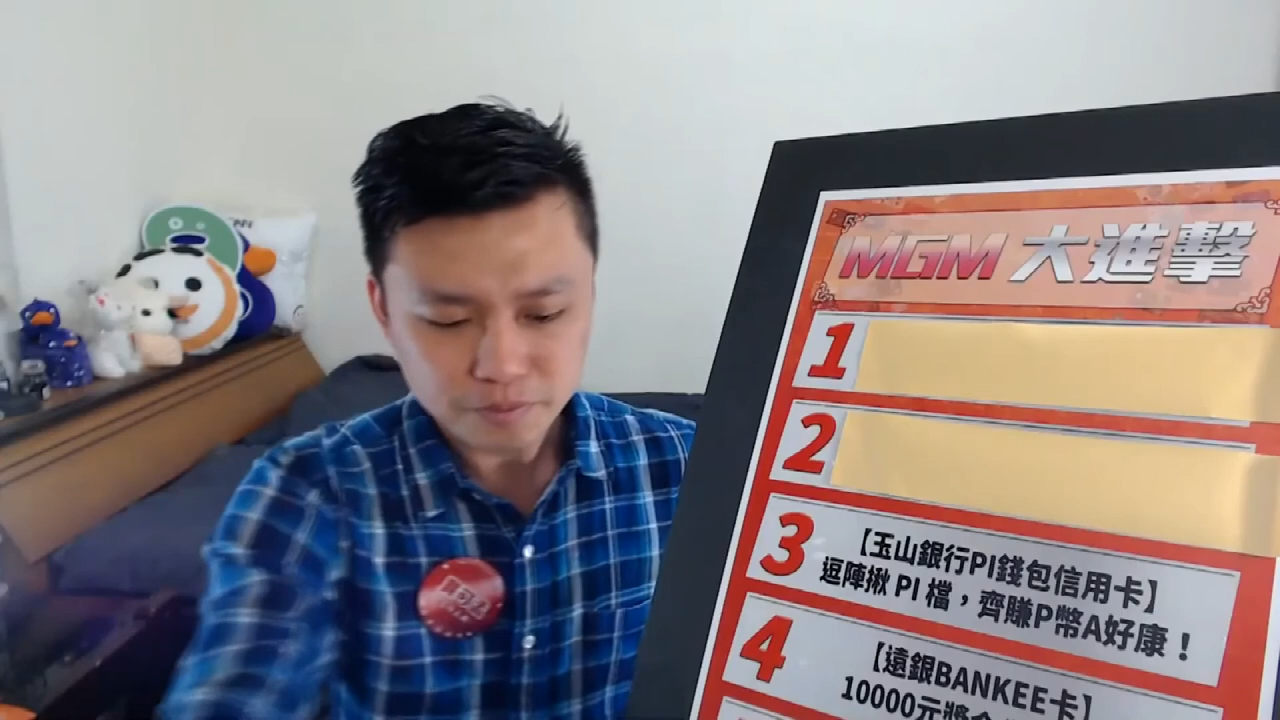 MGM 大進擊
1
2
3
【玉山銀行PI錢包信用卡】
逗陣揪 PI 檔，齊賺P幣A好康！
4
【遠銀BANKEE卡】
10000元獎金